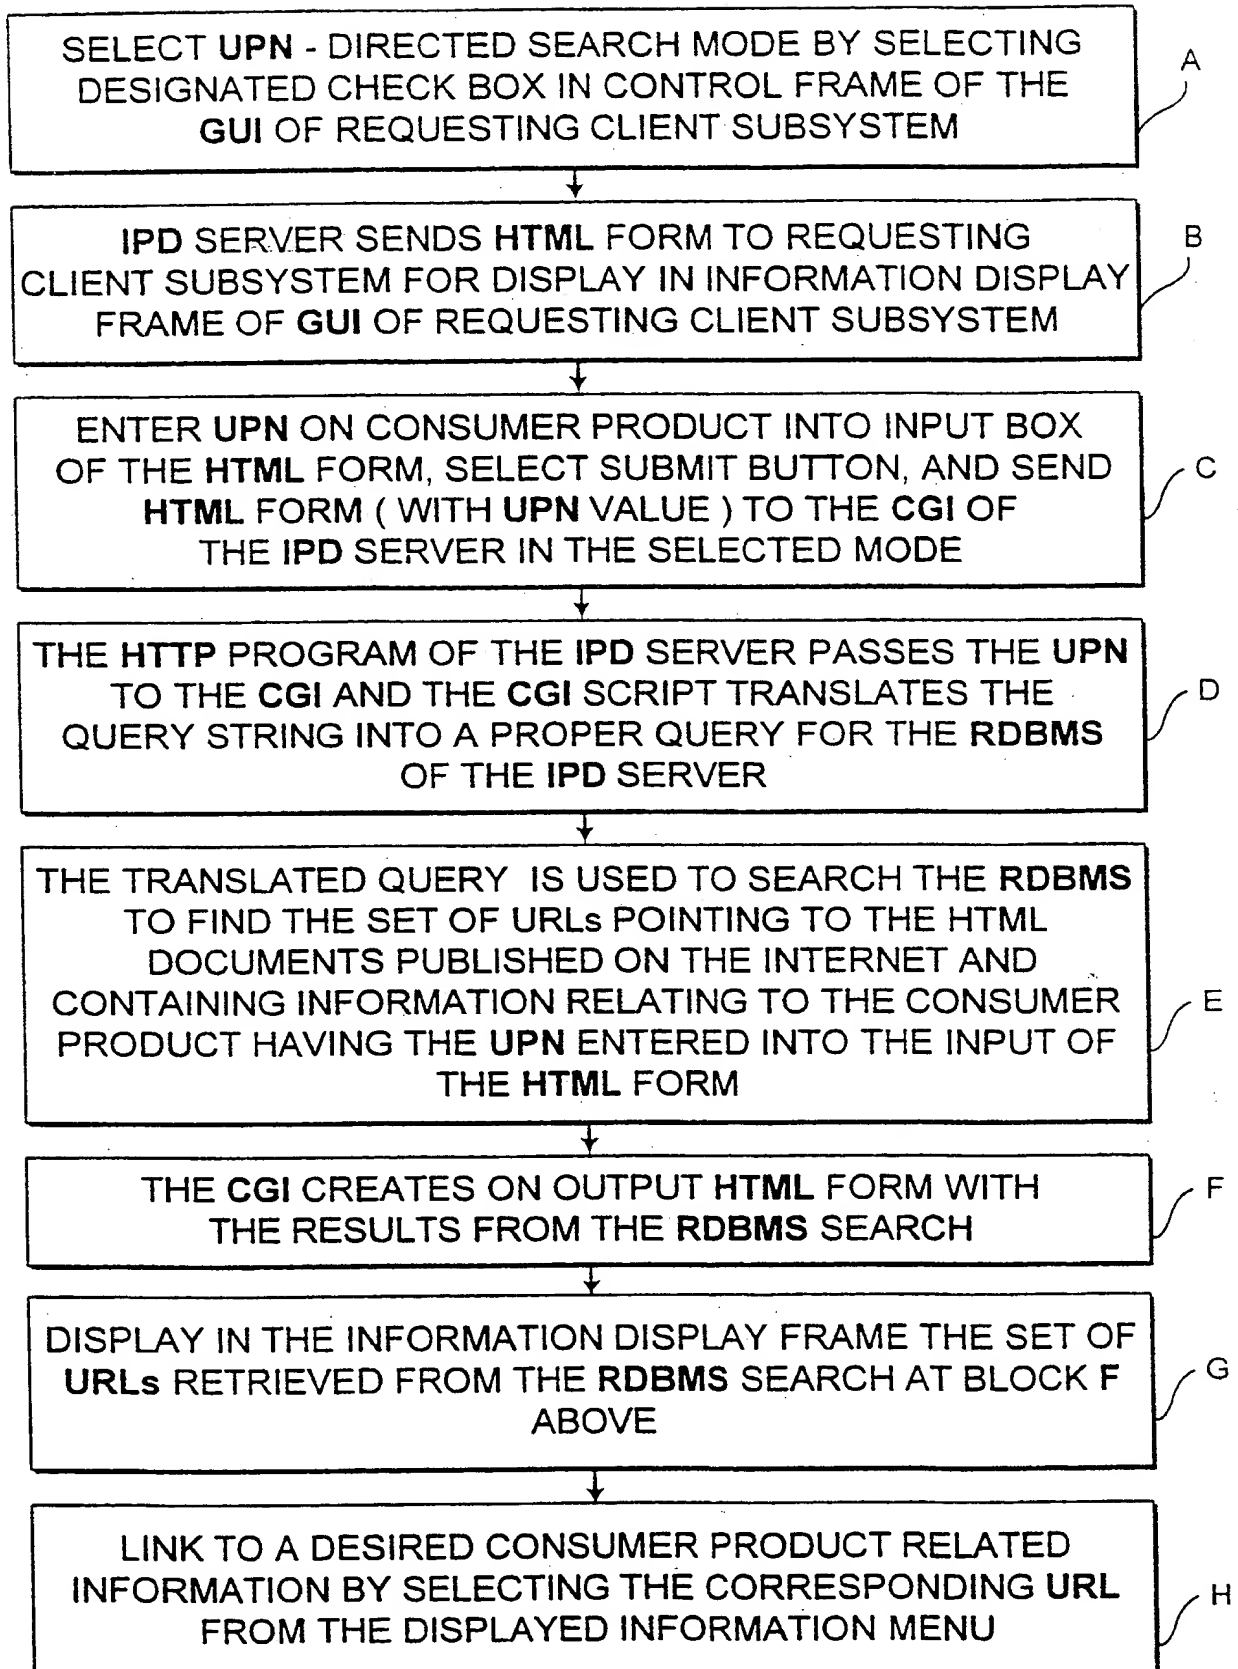 SELECT UPN - DIRECTED SEARCH MODE BY SELECTING
DESIGNATED CHECK BOX IN CONTROL FRAME OF THE
GUI OF REQUESTING CLIENT SUBSYSTEM
A
IPD SERVER SENDS HTML FORM TO REQUESTING
CLIENT SUBSYSTEM FOR DISPLAY IN INFORMATION DISPLAY
FRAME OF GUI OF REQUESTING CLIENT SUBSYSTEM
B
ENTER UPN ON CONSUMER PRODUCT INTO INPUT BOX
OF THE HTML FORM, SELECT SUBMIT BUTTON, AND SEND
HTML FORM ( WITH UPN VALUE ) TO THE CGI OF
THE IPD SERVER IN THE SELECTED MODE
C
THE HTTP PROGRAM OF THE IPD SERVER PASSES THE UPN
TO THE CGI AND THE CGI SCRIPT TRANSLATES THE
QUERY STRING INTO A PROPER QUERY FOR THE RDBMS
OF THE IPD SERVER
D
THE TRANSLATED QUERY IS USED TO SEARCH THE RDBMS
TO FIND THE SET OF URLs POINTING TO THE HTML
DOCUMENTS PUBLISHED ON THE INTERNET AND
CONTAINING INFORMATION RELATING TO THE CONSUMER
PRODUCT HAVING THE UPN ENTERED INTO THE INPUT OF
THE HTML FORM
E
THE CGI CREATES ON OUTPUT HTML FORM WITH
THE RESULTS FROM THE RDBMS SEARCH
F
DISPLAY IN THE INFORMATION DISPLAY FRAME THE SET OF
URLs RETRIEVED FROM THE RDBMS SEARCH AT BLOCK F
ABOVE
G
LINK TO A DESIRED CONSUMER PRODUCT RELATED
INFORMATION BY SELECTING THE CORRESPONDING URL
FROM THE DISPLAYED INFORMATION MENU
H